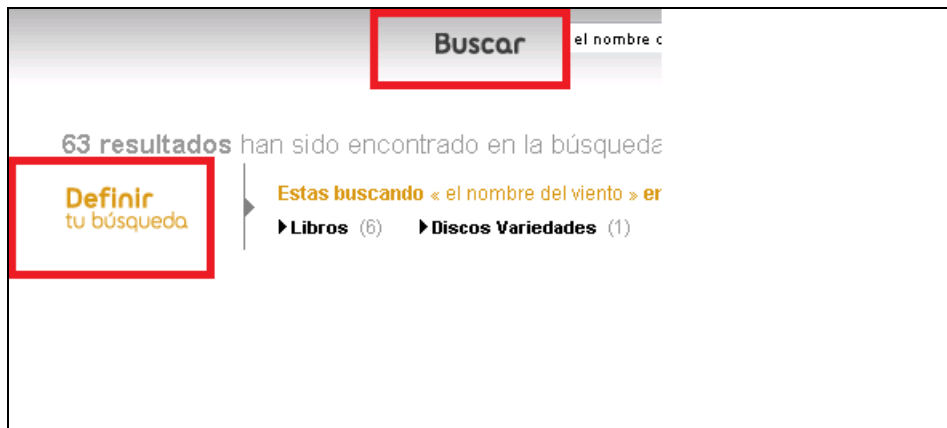 Buscar el nombre
63 resultados han sido encontrado en la búsqueda
Definir
tu búsqueda
Estas buscando « el nombre del viento » en
Libros (6) Discos Variedades (1)